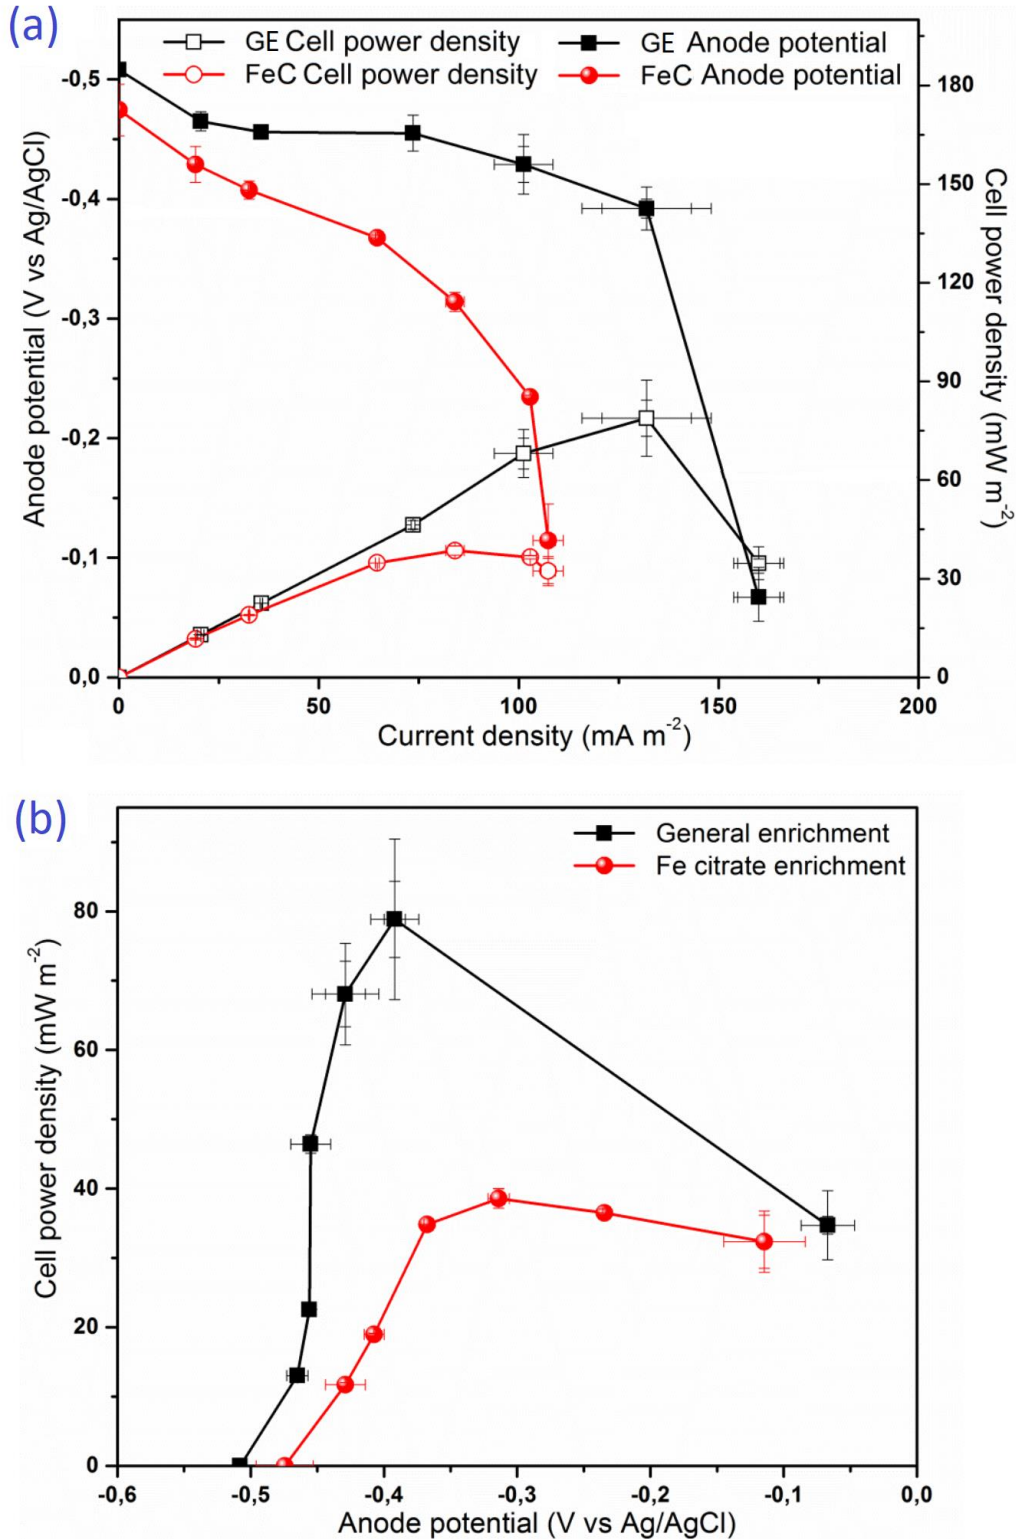 (a)
GE Cell power density
GE Anode potential
FeC Cell power density
FeC Anode potential
-0,5
-0,4
-0,3
-0,2
-0,1
0,0
Anode potential (V vs Ag/AgCl)
180
150
120
90
60
30
0
Cell power density (mW m-2)
0 50 100 150 200
Current density (mA m-2)
(b)
General enrichment
Fe citrate enrichment
80
60
40
20
0
Cell power density (mW m-2)
-0,6 -0,5 -0,4 -0,3 -0,2 -0,1 0,0
Anode potential (V vs Ag/AgCl)